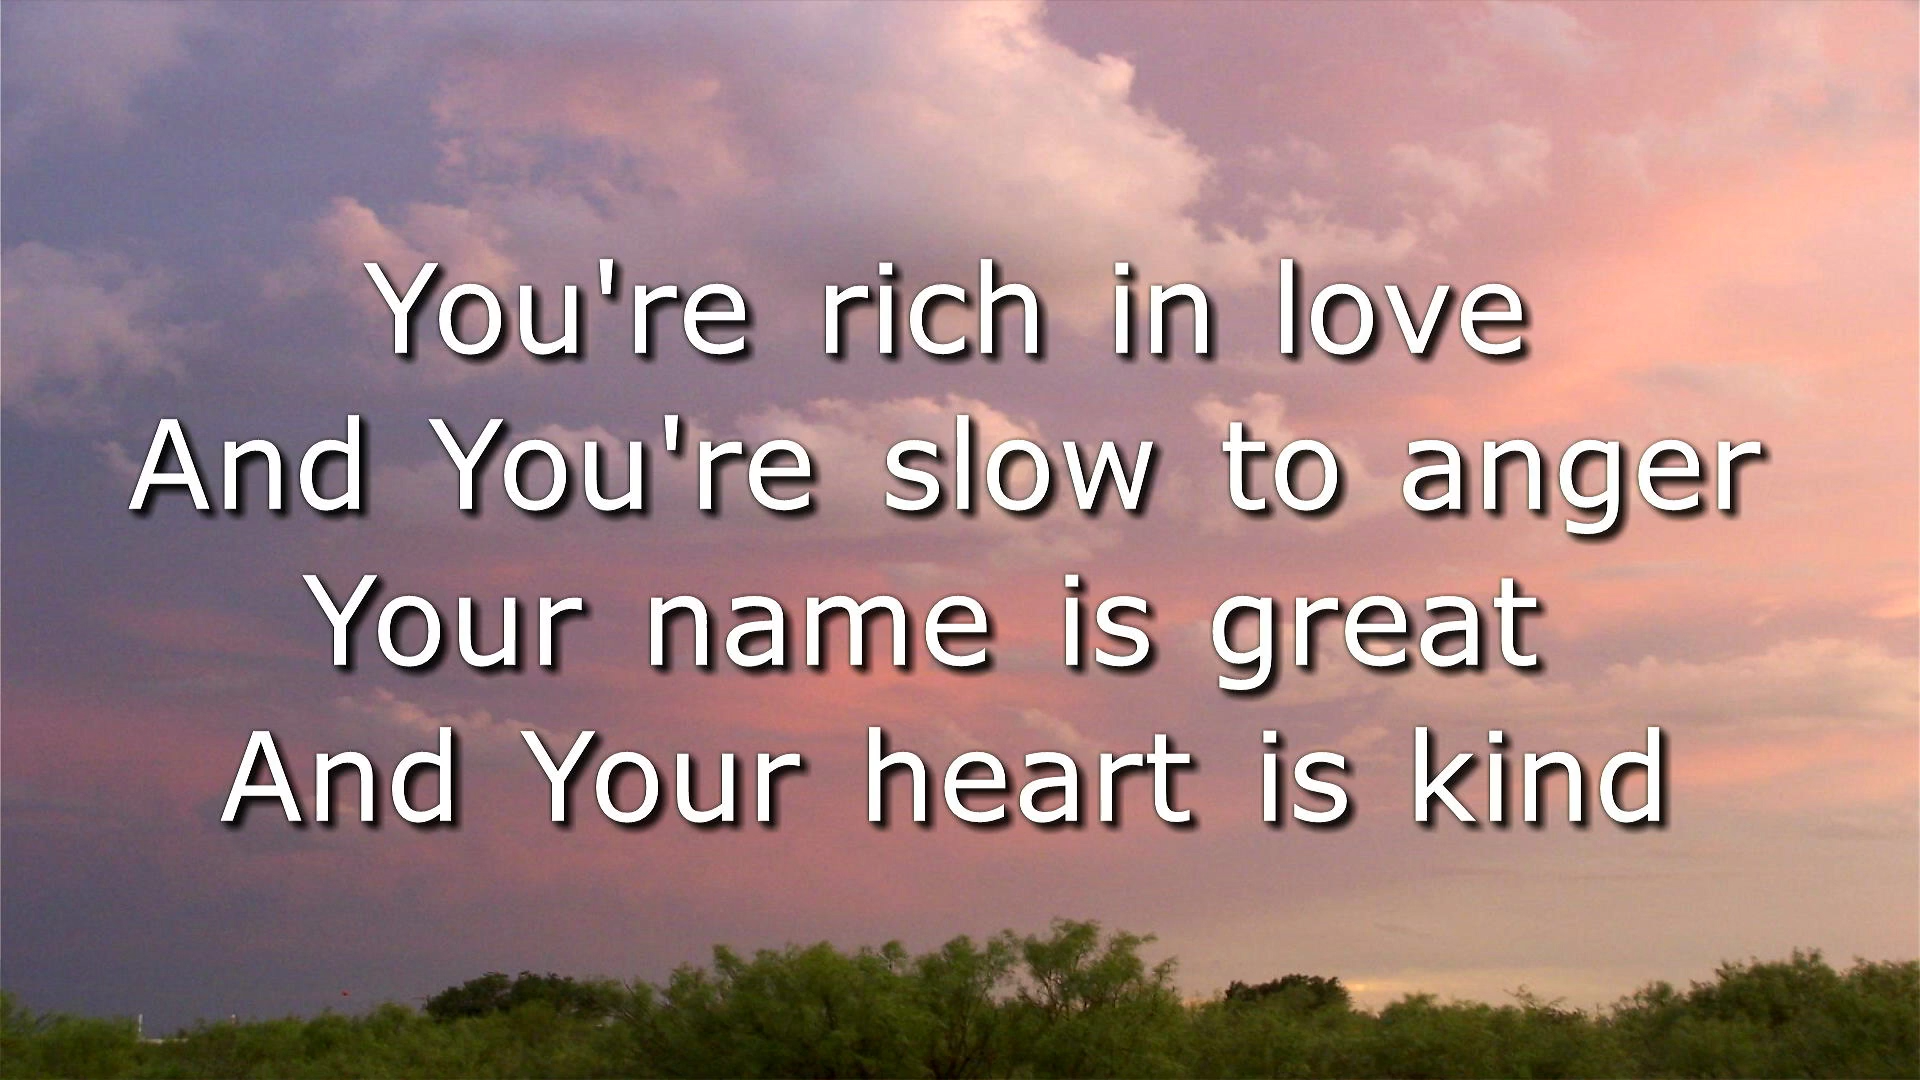 You're rich in love
And You're slow to anger
Your name is great
And Your heart is kind